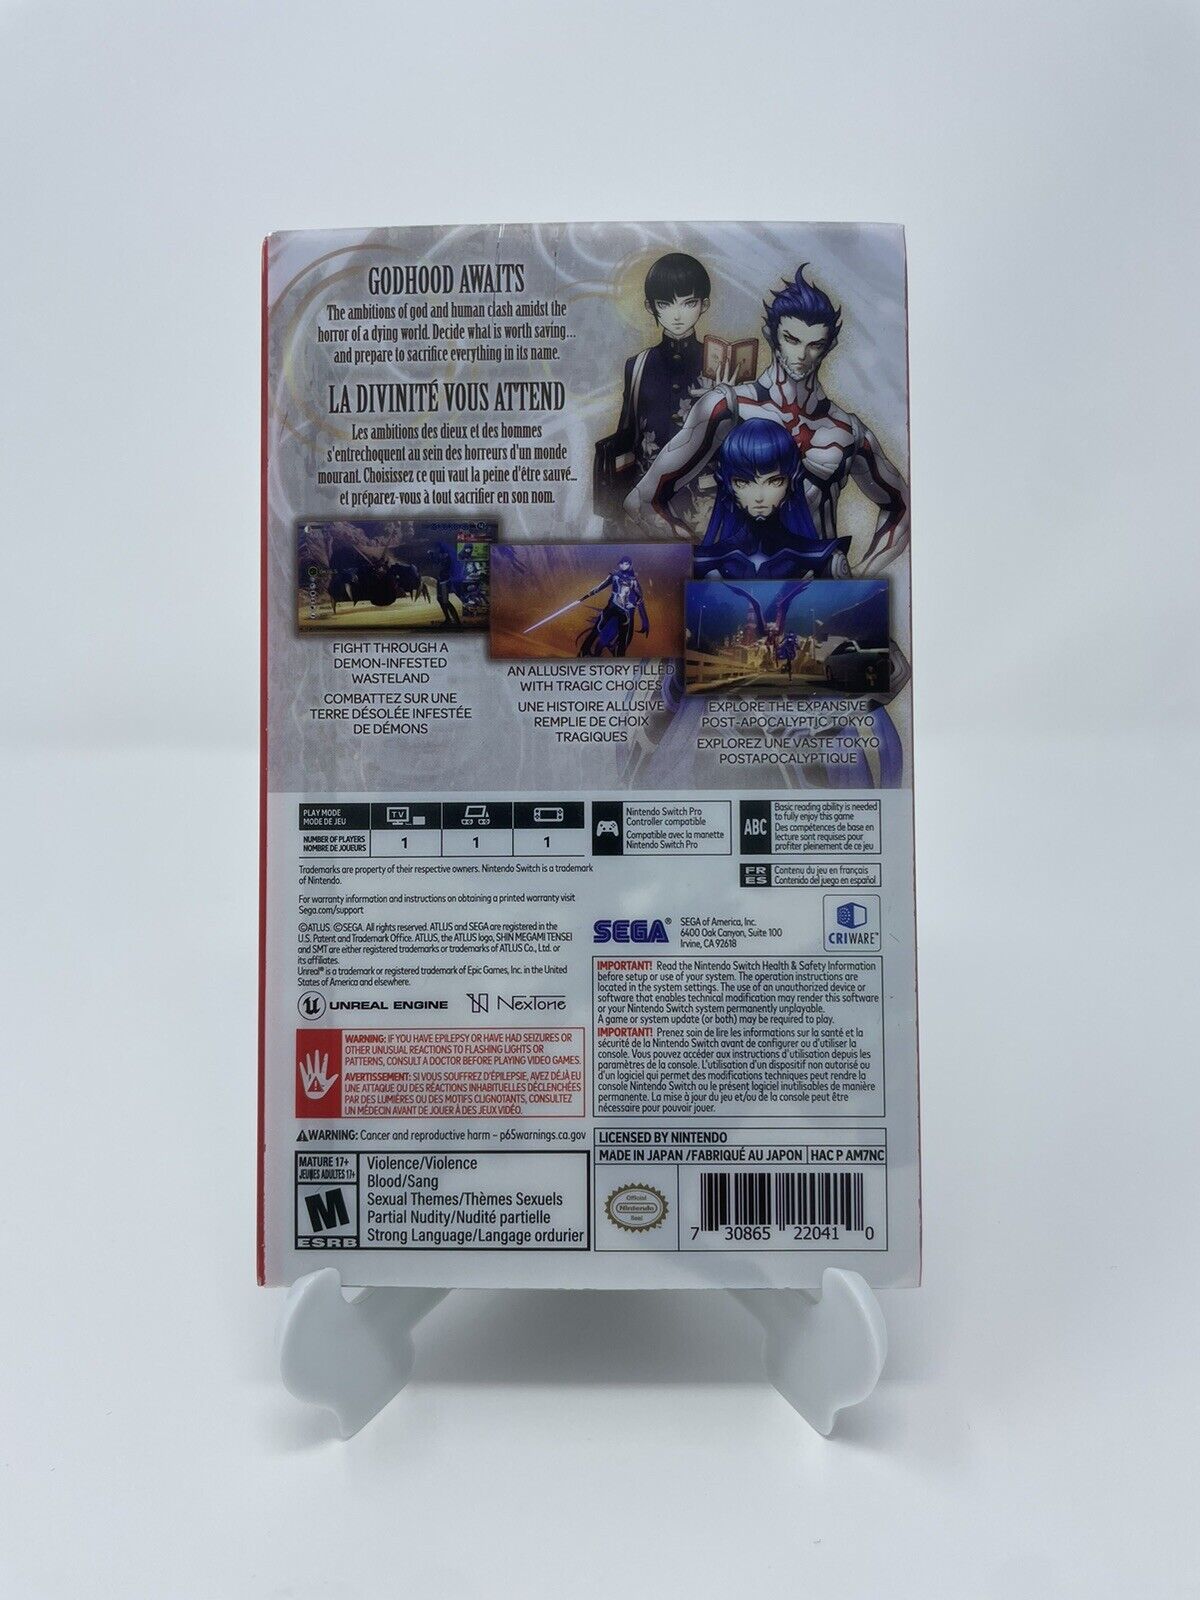 GODHOOD AWAITS
The ambitions of god and human clash amidst the
horror of a dying world. Decide what is worth saving...
and prepare to sacrifice everything in its name.
LA DIVINITÉ VOUS ATTEND
Les ambitions des dieux et des hommes
s'entrechoquent au sein des horreurs d'un monde
mourant. Choisissez ce qui vaut la peine d'être sauvé...
et préparez-vous à tout sacrifier en son nom.
FIGHT THROUGH A
DEMON-INFESTED
WASTELAND
COMBATTEZ SUR UNE
TERRE DÉSOLÉE INFESTÉE
DE DÉMONS
AN ALLUSIVE STORY FILLED
WITH TRAGIC CHOICES
UNE HISTOIRE ALLUSIVE
REMPLIE DE CHOIX
TRAGIQUES
EXPLORE THE EXPANSIVE
POST-APOCALYPTIC TOKYO
EXPLOREZ UNE VASTE TOKYO
POSTAPOCALYPTIQUE
PLAY MODE
MODE DE JEU
TV
NUMBER OF PLAYERS
NOMBRE DE JOUEURS
1 1 1
Nintendo Switch Pro
Controller compatible
Compatible avec la manette
Nintendo Switch Pro
ABC
Basic reading ability is needed
to fully enjoy this game
Des compétences de base en
lecture sont requises pour
profiter pleinement de ce jeu
FR Contenu du jeu en français
ES Contenido del juego en español
Trademarks are property of their respective owners. Nintendo Switch is a trademark
of Nintendo.
For warranty information and instructions on obtaining a printed warranty visit
Sega.com/support
©ATLUS. ©SEGA. All rights reserved. ATLUS and SEGA are registered in the
U.S. Patent and Trademark Office. ATLUS, the ATLUS logo, SHIN MEGAMI TENSEI
and SMT are either registered trademarks or trademarks of ATLUS Co., Ltd. or
its affiliates.
Unreal® is a trademark or registered trademark of Epic Games, Inc. in the United
States of America and elsewhere.
UNREAL ENGINE NexTone
SEGA®
SEGA of America, Inc.
6400 Oak Canyon, Suite 100
Irvine, CA 92618
CRIWARE™
IMPORTANT! Read the Nintendo Switch Health & Safety Information
before setup or use of your system. The operation instructions are
located in the system settings. The use of an unauthorized device or
software that enables technical modification may render this software
or your Nintendo Switch system permanently unplayable.
A game or system update (or both) may be required to play.
IMPORTANT! Prenez soin de lire les informations sur la santé et la
sécurité de la Nintendo Switch avant de configurer ou d'utiliser la
console. Vous pouvez accéder aux instructions d'utilisation depuis les
paramètres de la console. L'utilisation d'un dispositif non autorisé ou
d'un logiciel qui permet des modifications techniques peut rendre la
console Nintendo Switch ou le présent logiciel inutilisables de manière
permanente. La mise à jour du jeu et/ou de la console peut être
nécessaire pour pouvoir jouer.
WARNING: IF YOU HAVE EPILEPSY OR HAVE HAD SEIZURES OR
OTHER UNUSUAL REACTIONS TO FLASHING LIGHTS OR
PATTERNS, CONSULT A DOCTOR BEFORE PLAYING VIDEO GAMES.
AVERTISSEMENT: SI VOUS SOUFFREZ D'ÉPILEPSIE, AVEZ DÉJÀ EU
UNE ATTAQUE OU DES RÉACTIONS INHABITUELLES DÉCLENCHÉES
PAR DES LUMIÈRES OU DES MOTIFS CLIGNOTANTS, CONSULTEZ
UN MÉDECIN AVANT DE JOUER À DES JEUX VIDÉO.
WARNING: Cancer and reproductive harm – p65warnings.ca.gov
MATURE 17+
JEUNES ADULTES 17+
M
ESRB
Violence/Violence
Blood/Sang
Sexual Themes/Thèmes Sexuels
Partial Nudity/Nudité partielle
Strong Language/Langage ordurier
LICENSED BY NINTENDO
MADE IN JAPAN /FABRIQUÉ AU JAPON HAC P AM7NC
Official
Nintendo
Seal
7 30865 22041 0